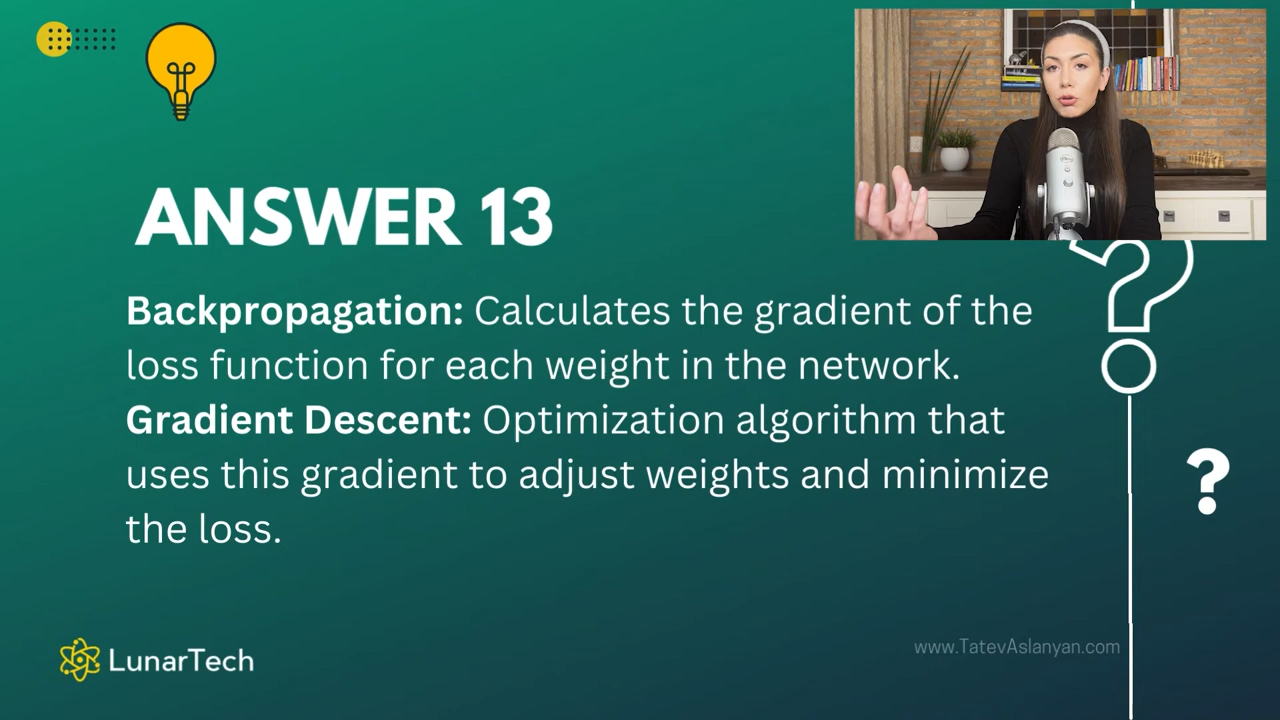 ANSWER 13
Backpropagation: Calculates the gradient of the
loss function for each weight in the network.
Gradient Descent: Optimization algorithm that
uses this gradient to adjust weights and minimize
the loss.
LunarTech
www.TatevAslanyan.com
?
?